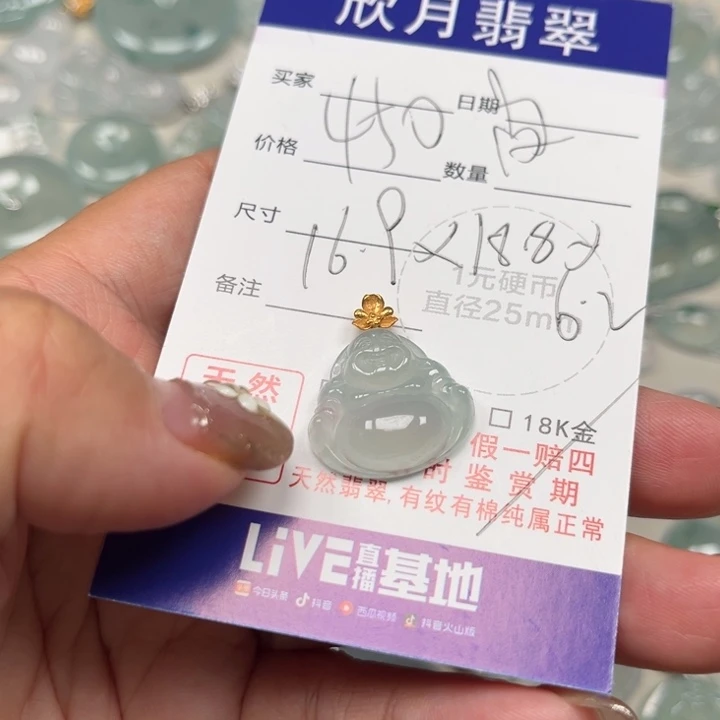 欣月翡翠
买家 日期
价格 450 数量
尺寸 16.9x18.8x6.2
备注
1元硬币
直径25mm
天然
18K金
假一赔四
时鉴赏期
天然翡翠,有纹有棉纯属正常
LiVE直播基地
今日头条 抖音 西瓜视频 抖音火山版